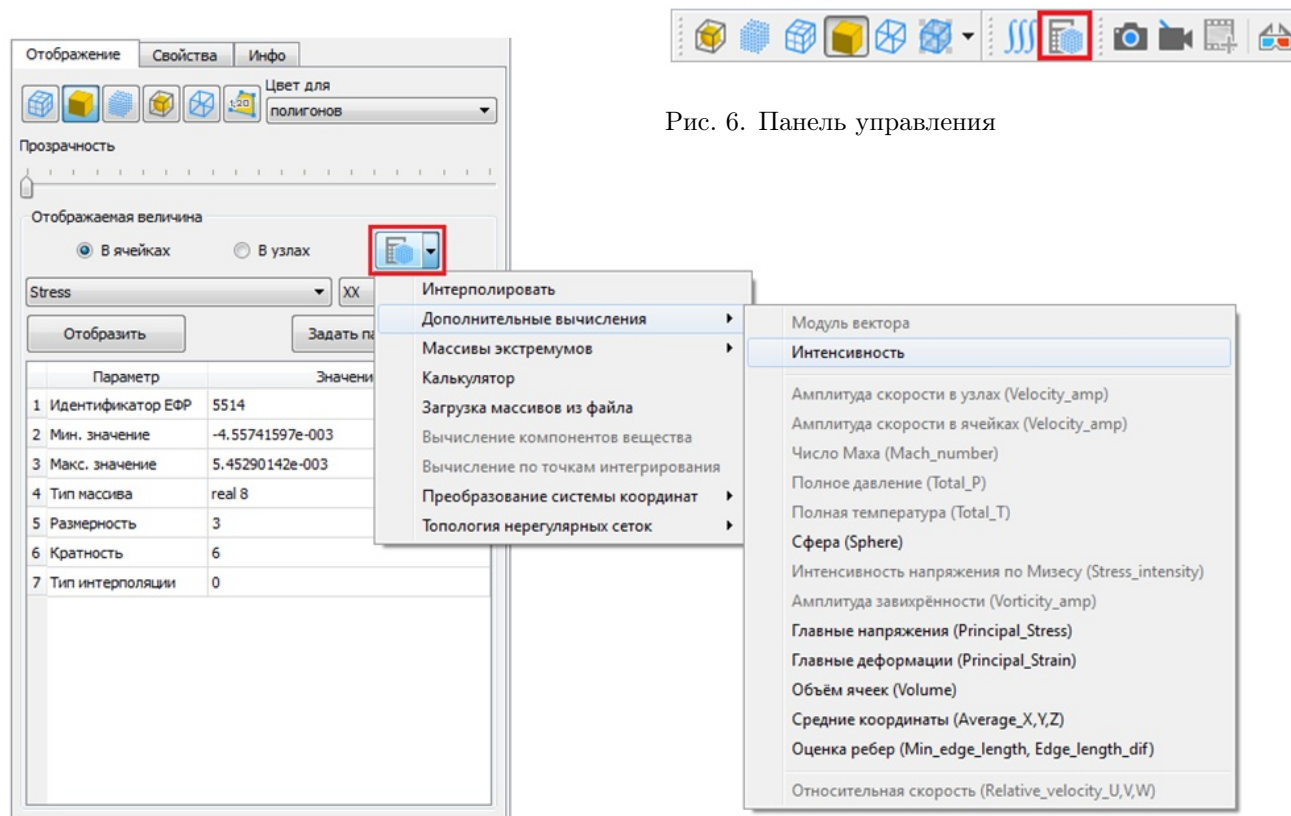 Рис. 6. Панель управления
Отображение Свойства Инфо
1:20
Цвет для
полигонов
Прозрачность
Отображаемая величина
В ячейках В узлах
Stress XX
Отобразить Задать
Параметр
1 Идентификатор ЕФР 5514
2 Мин. значение -4.55741597e-003
3 Макс. значение 5.45290142e-003
4 Тип массива real 8
5 Размерность 3
6 Кратность 6
7 Тип интерполяции 0
Интерполировать
Дополнительные вычисления
Массивы экстремумов
Калькулятор
Загрузка массивов из файла
Вычисление компонентов вещества
Вычисление по точкам интегрирования
Преобразование системы координат
Топология нерегулярных сеток
Модуль вектора
Интенсивность
Амплитуда скорости в узлах (Velocity_amp)
Амплитуда скорости в ячейках (Velocity_amp)
Число Маха (Mach_number)
Полное давление (Total_P)
Полная температура (Total_T)
Сфера (Sphere)
Интенсивность напряжения по Мизесу (Stress_intensity)
Амплитуда завихрённости (Vorticity_amp)
Главные напряжения (Principal_Stress)
Главные деформации (Principal_Strain)
Объём ячеек (Volume)
Средние координаты (Average_X,Y,Z)
Оценка ребер (Min_edge_length, Edge_length_dif)
Относительная скорость (Relative_velocity_U,V,W)